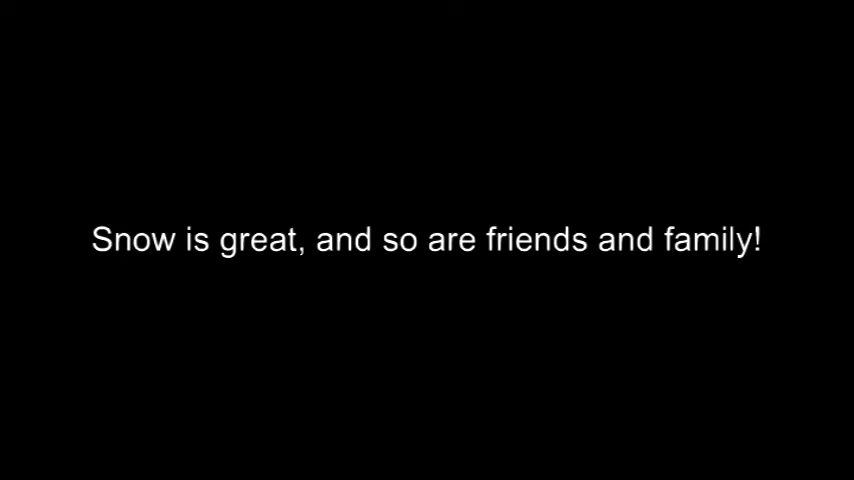 Snow is great, and so are friends and family!